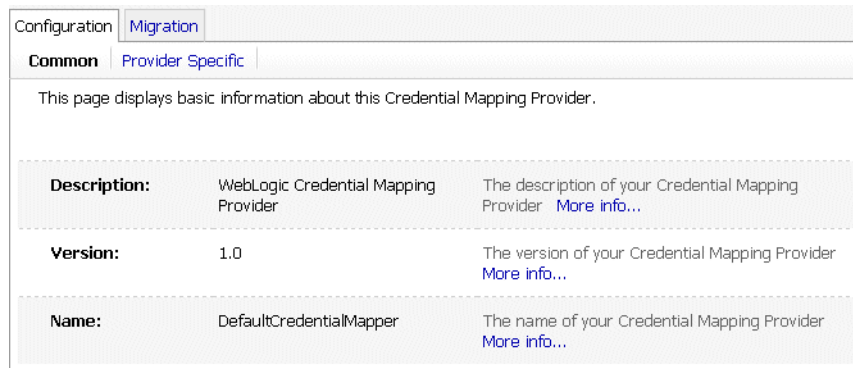 Configuration Migration
Common Provider Specific
This page displays basic information about this Credential Mapping Provider.
Description: WebLogic Credential Mapping The description of your Credential Mapping
Provider Provider More info...
Version: 1.0 The version of your Credential Mapping Provider
More info...
Name: DefaultCredentialMapper The name of your Credential Mapping Provider
More info...